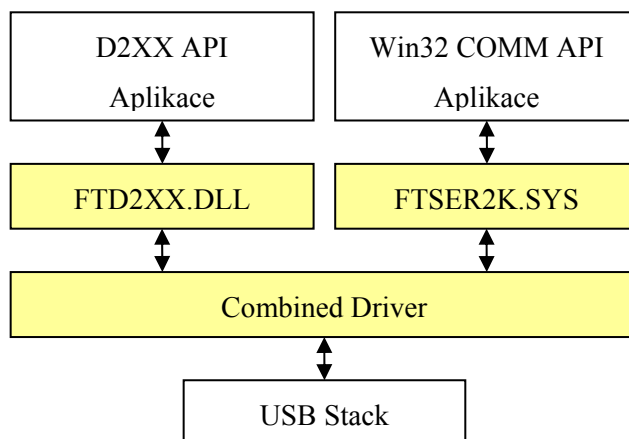 D2XX API
Aplikace
Win32 COMM API
Aplikace
FTD2XX.DLL
FTSER2K.SYS
Combined Driver
USB Stack